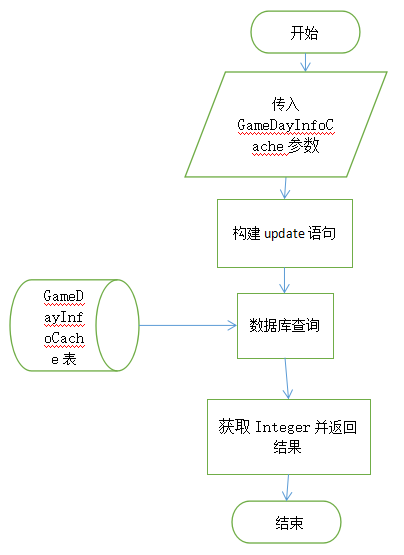 开始
传入
GameDayInfoC
ache参数
构建update语句
GameD
ayInf
oCach
e表
数据库查询
获取Integer并返回
结果
结束